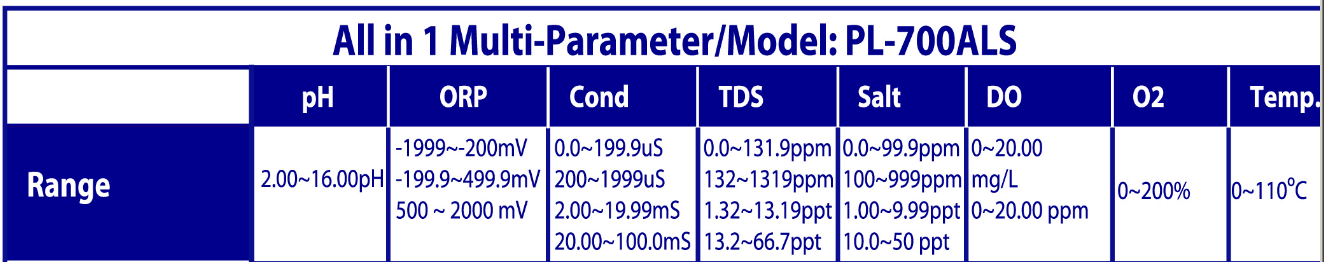 All in 1 Multi-Parameter/Model: PL-700ALS
pH ORP Cond TDS Salt DO O2 Temp.
Range
2.00~16.00pH
-1999~-200mV
-199.9~499.9mV
500 ~ 2000 mV
0.0~199.9uS
200~1999uS
2.00~19.99mS
20.00~100.0mS
0.0~131.9ppm
132~1319ppm
1.32~13.19ppt
13.2~66.7ppt
0.0~99.9ppm
100~999ppm
1.00~9.99ppt
10.0~50 ppt
0~20.00
mg/L
0~20.00 ppm
0~200%
0~110°C